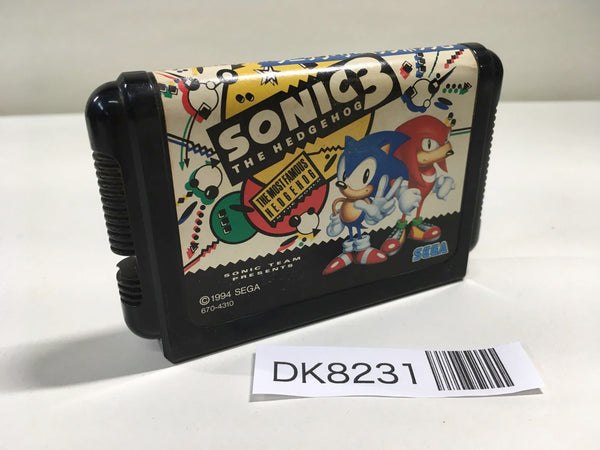 SONIC 3
THE HEDGEHOG
THE MOST FAMOUS
HEDGEHOG
SONIC TEAM
PRESENTS
SEGA
©1994 SEGA
670-4310
DK8231